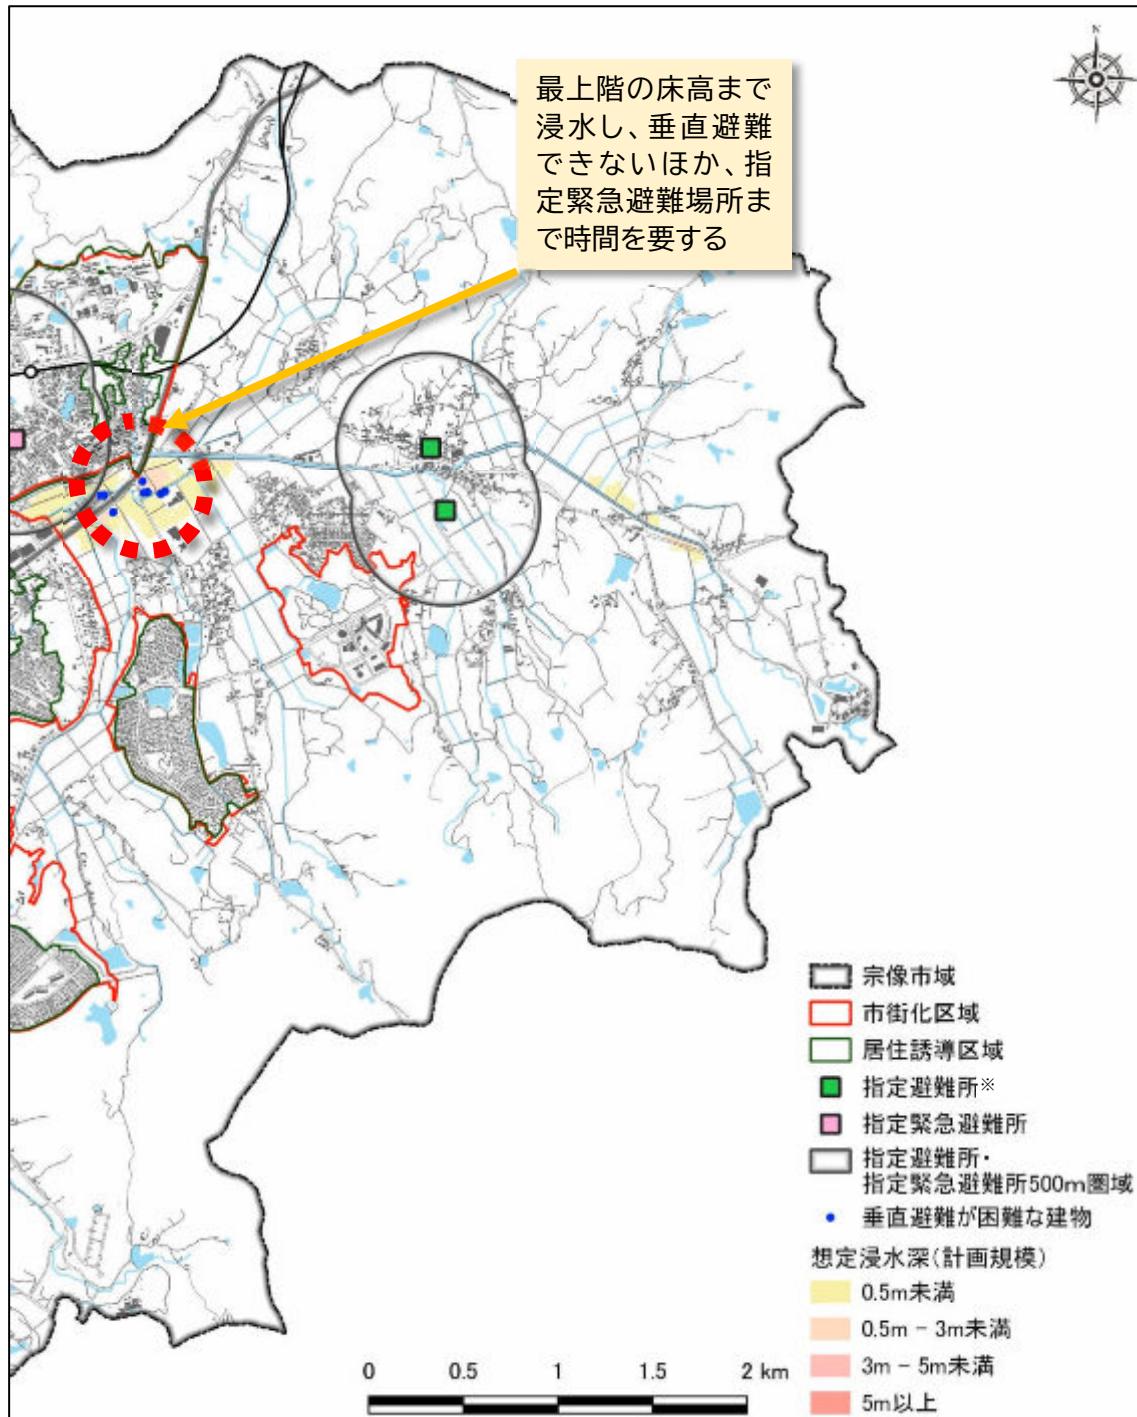 N
最上階の床高まで
浸水し、垂直避難
できないほか、指
定緊急避難場所ま
で時間を要する
宗像市域
市街化区域
居住誘導区域
指定避難所※
指定緊急避難所
指定避難所・
指定緊急避難所500m圏域
垂直避難が困難な建物
想定浸水深(計画規模)
0.5m未満
0.5m - 3m未満
3m - 5m未満
5m以上
0 0.5 1 1.5 2 km